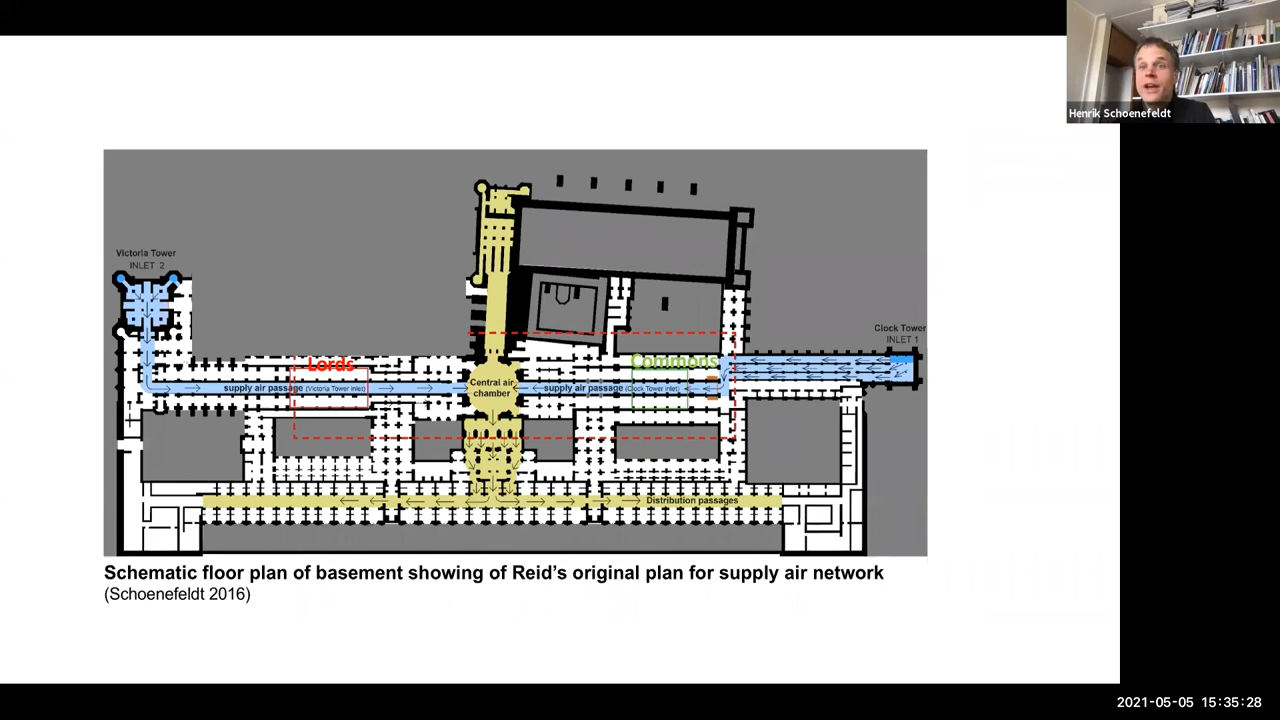 Henrik Schoenefeldt
Victoria Tower
INLET 2
Clock Tower
INLET 1
Lords
Commons
supply air passage (Victoria Tower inlet)
Central air
chamber
supply air passage (Clock Tower inlet)
Distribution passages
Schematic floor plan of basement showing of Reid's original plan for supply air network
(Schoenefeldt 2016)
2021-05-05 15:35:28